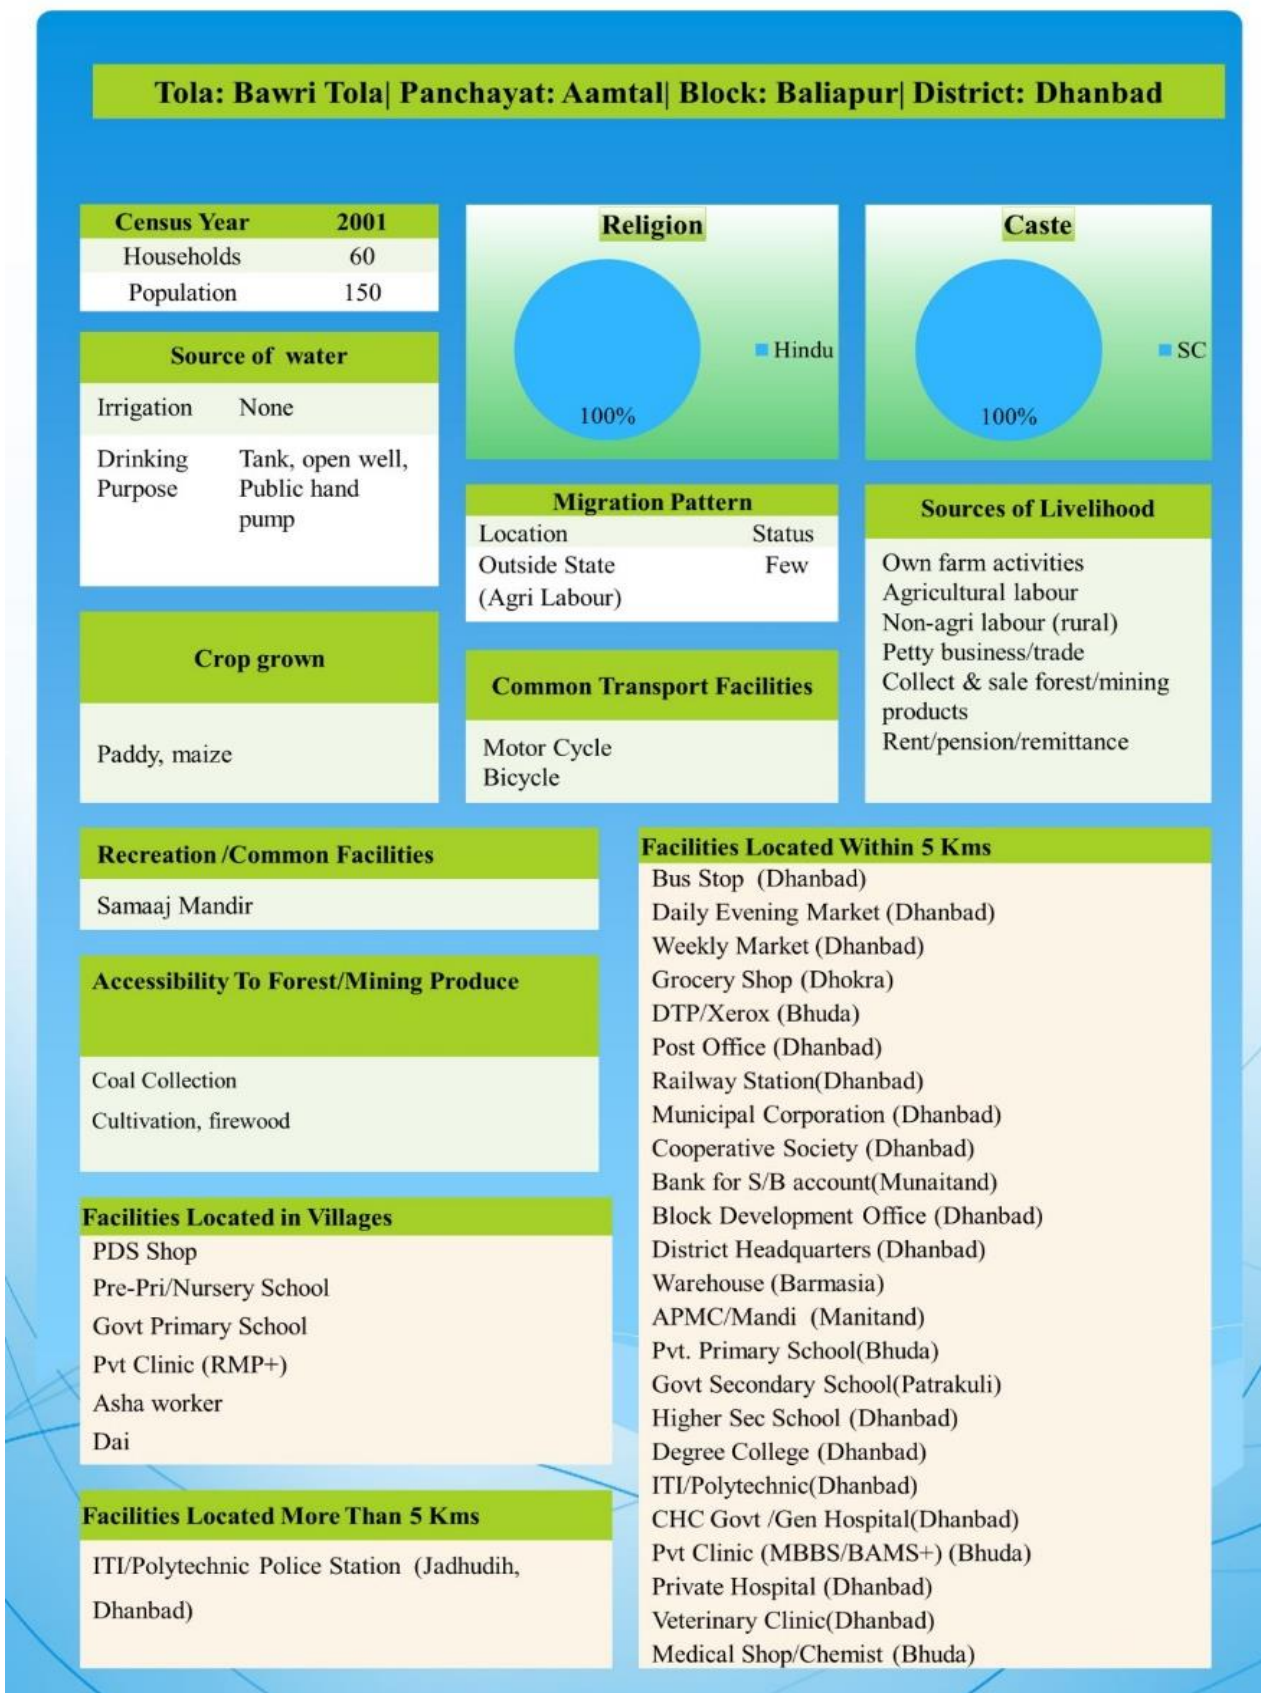 Tola: Bawri Tola| Panchayat: Aamtal| Block: Baliapur| District: Dhanbad
Census Year 2001
Households 60
Population 150
Source of water
Irrigation None
Drinking Tank, open well,
Purpose Public hand
pump
Crop grown
Paddy, maize
Religion
Hindu
100%
Caste
SC
100%
Migration Pattern
Location Status
Outside State Few
(Agri Labour)
Common Transport Facilities
Motor Cycle
Bicycle
Sources of Livelihood
Own farm activities
Agricultural labour
Non-agri labour (rural)
Petty business/trade
Collect & sale forest/mining
products
Rent/pension/remittance
Recreation /Common Facilities
Samaaj Mandir
Accessibility To Forest/Mining Produce
Coal Collection
Cultivation, firewood
Facilities Located in Villages
PDS Shop
Pre-Pri/Nursery School
Govt Primary School
Pvt Clinic (RMP+)
Asha worker
Dai
Facilities Located More Than 5 Kms
ITI/Polytechnic Police Station (Jadhudih,
Dhanbad)
Facilities Located Within 5 Kms
Bus Stop (Dhanbad)
Daily Evening Market (Dhanbad)
Weekly Market (Dhanbad)
Grocery Shop (Dhokra)
DTP/Xerox (Bhuda)
Post Office (Dhanbad)
Railway Station(Dhanbad)
Municipal Corporation (Dhanbad)
Cooperative Society (Dhanbad)
Bank for S/B account(Munaitand)
Block Development Office (Dhanbad)
District Headquarters (Dhanbad)
Warehouse (Barmasia)
APMC/Mandi (Manitand)
Pvt. Primary School(Bhuda)
Govt Secondary School(Patrakuli)
Higher Sec School (Dhanbad)
Degree College (Dhanbad)
ITI/Polytechnic(Dhanbad)
CHC Govt /Gen Hospital(Dhanbad)
Pvt Clinic (MBBS/BAMS+) (Bhuda)
Private Hospital (Dhanbad)
Veterinary Clinic(Dhanbad)
Medical Shop/Chemist (Bhuda)